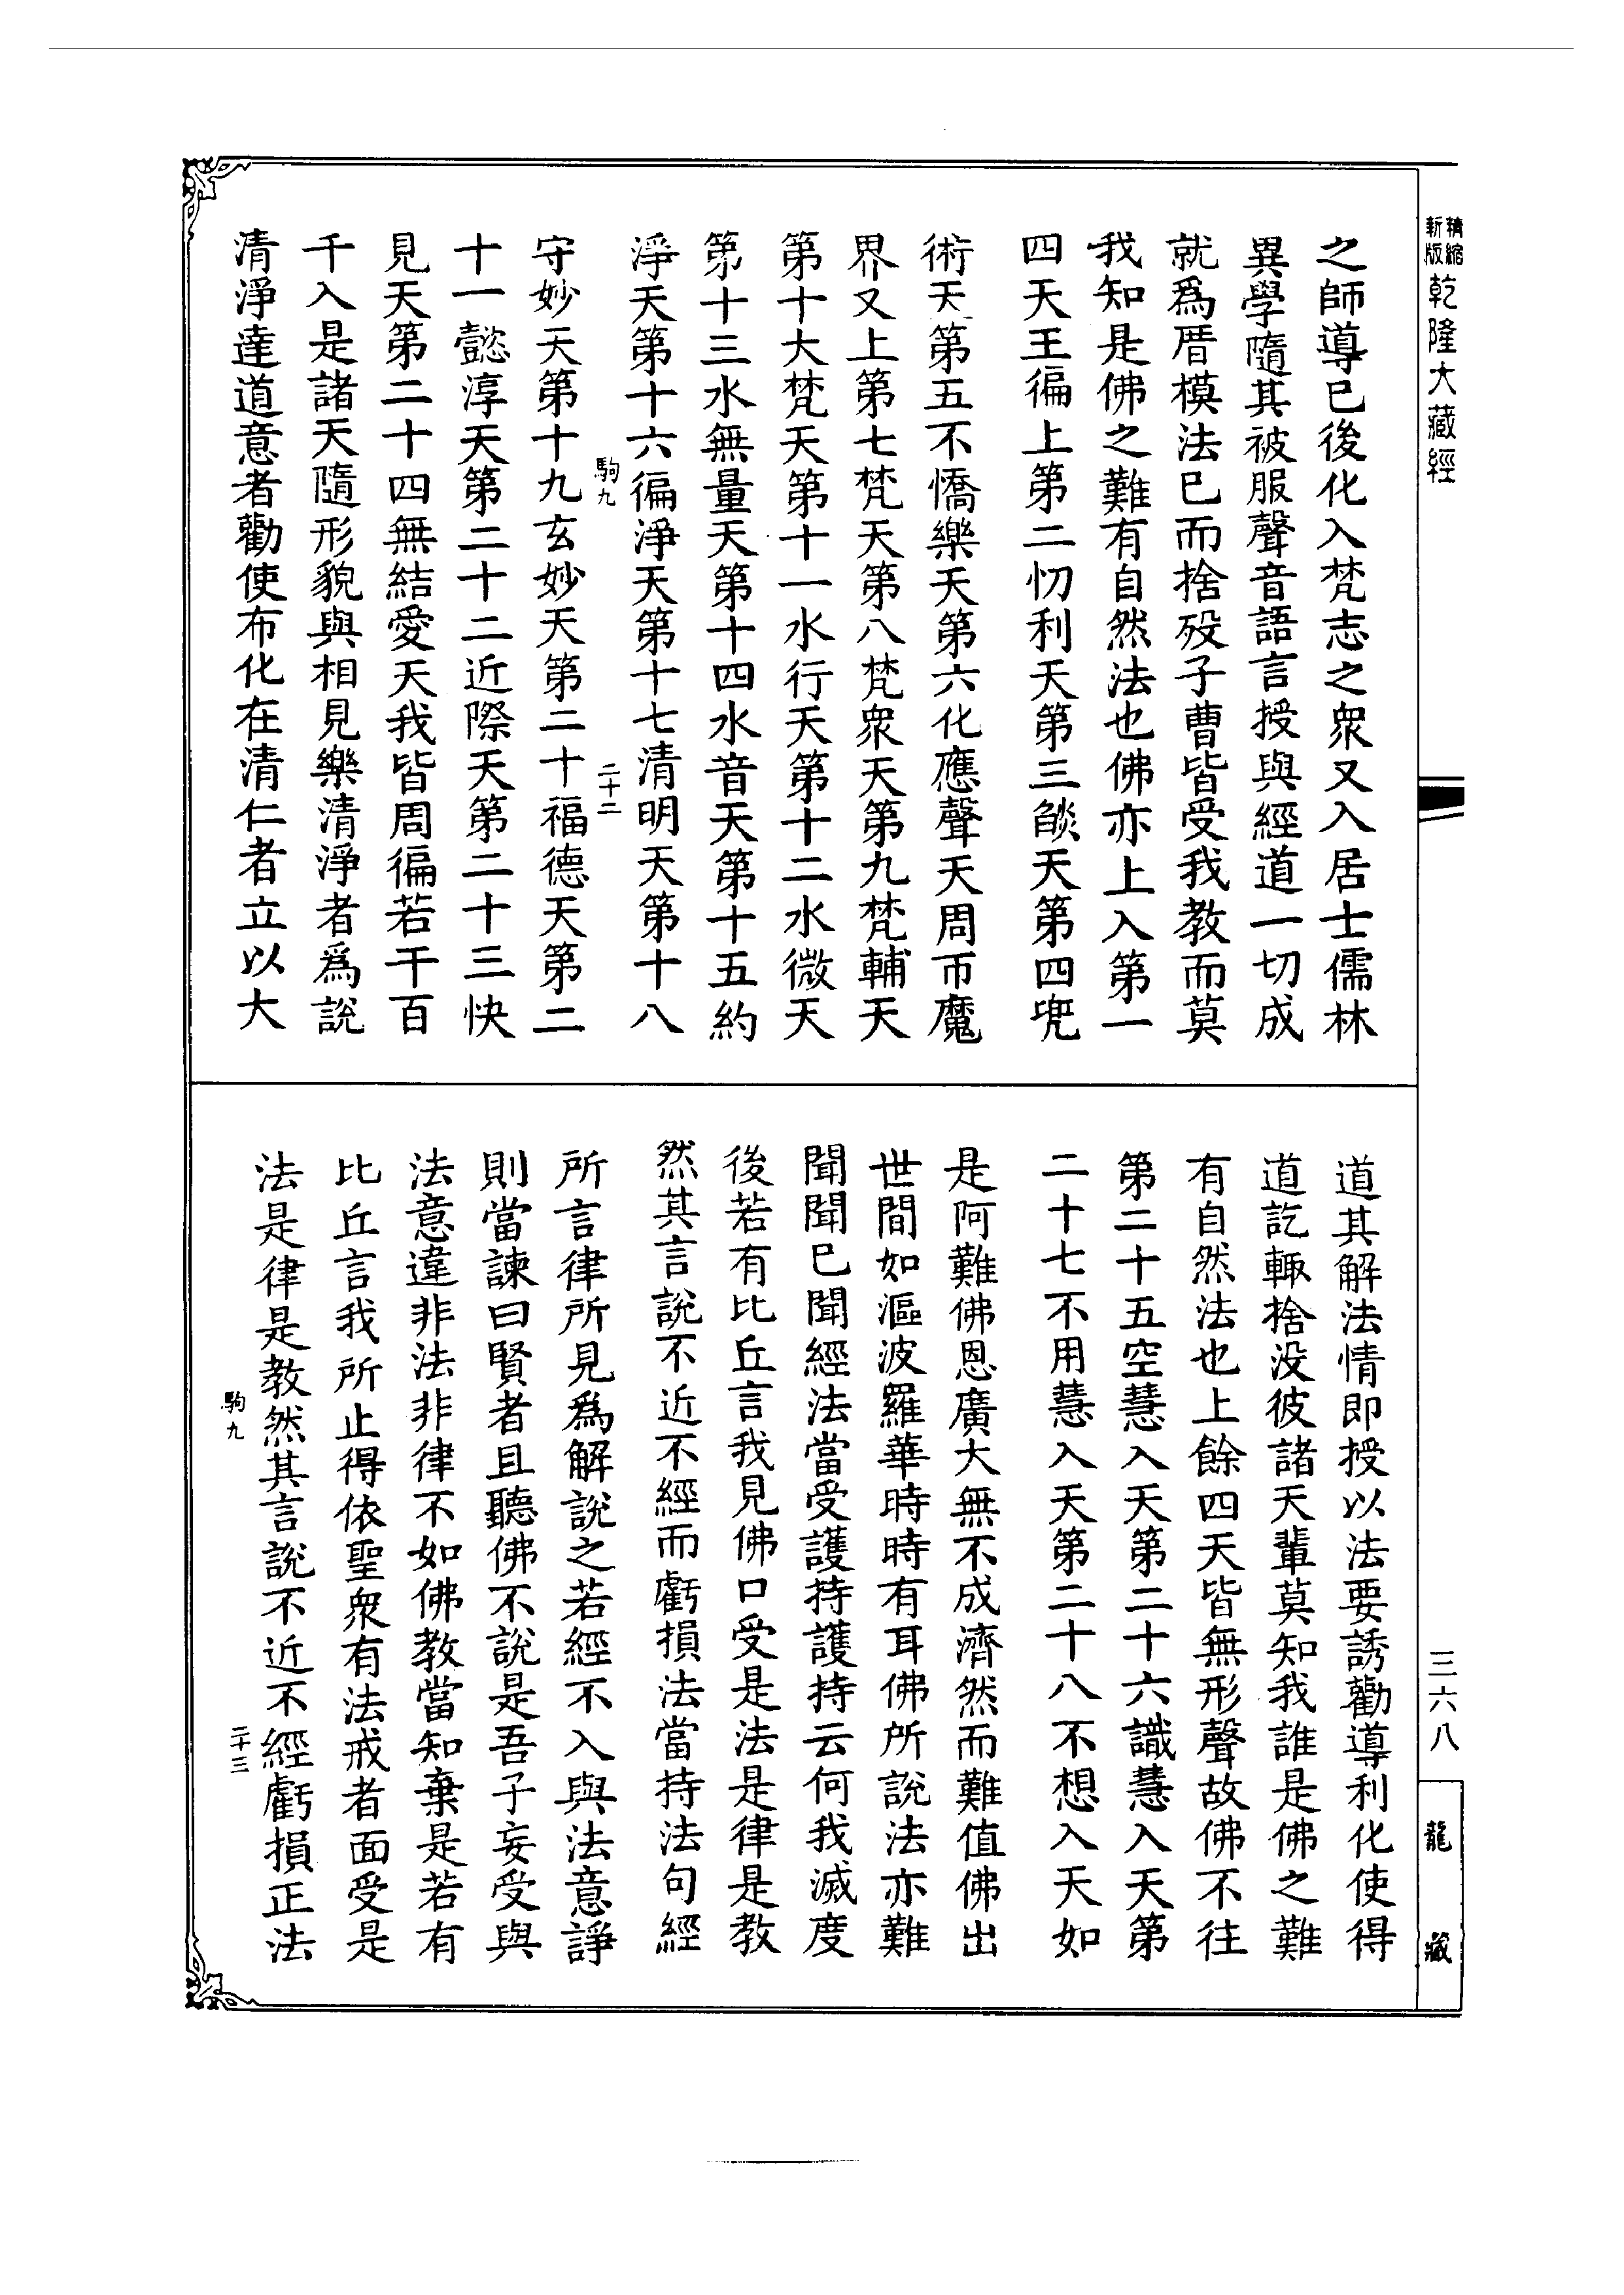 精縮
新版
乾隆大藏經
之師導已後化入梵志之衆又入居士儒林
異學隨其被服聲音語言授與經道一切成
就爲厝模法已而捨殁子曹皆受我教而莫
我知是佛之難有自然法也佛亦上入第一
四天王徧上第二忉利天第三燄天第四兜
術天第五不憍樂天第六化應聲天周帀魔
界又上第七梵天第八梵衆天第九梵輔天
第十大梵天第十一水行天第十二水微天
第十三水無量天第十四水音天第十五約
淨天第十六徧淨天第十七清明天第十八
駒九
二十二
守妙天第十九玄妙天第二十福德天第二
十一懿淳天第二十二近際天第二十三快
見天第二十四無結愛天我皆周徧若干百
千入是諸天隨形貌與相見樂清淨者爲說
清淨達道意者勸使布化在清仁者立以大
道其解法情即授以法要誘勸導利化使得
道訖輙捨没彼諸天輩莫知我誰是佛之難
有自然法也上餘四天皆無形聲故佛不往
第二十五空慧入天第二十六識慧入天第
二十七不用慧入天第二十八不想入天如
是阿難佛恩廣大無不成濟然而難值佛出
世間如漚波羅華時時有耳佛所說法亦難
聞聞已聞經法當受護持護持云何我滅度
後若有比丘言我見佛口受是法是律是教
然其言說不近不經而虧損法當持法句經
所言律所見爲解說之若經不入與法意諍
則當諫曰賢者且聽佛不說是吾子妄受與
法意違非法非律不如佛教當知棄是若有
比丘言我所止得依聖衆有法戒者面受是
法是律是教然其言說不近不經虧損正法
駒九
二十三
三六八
龍藏